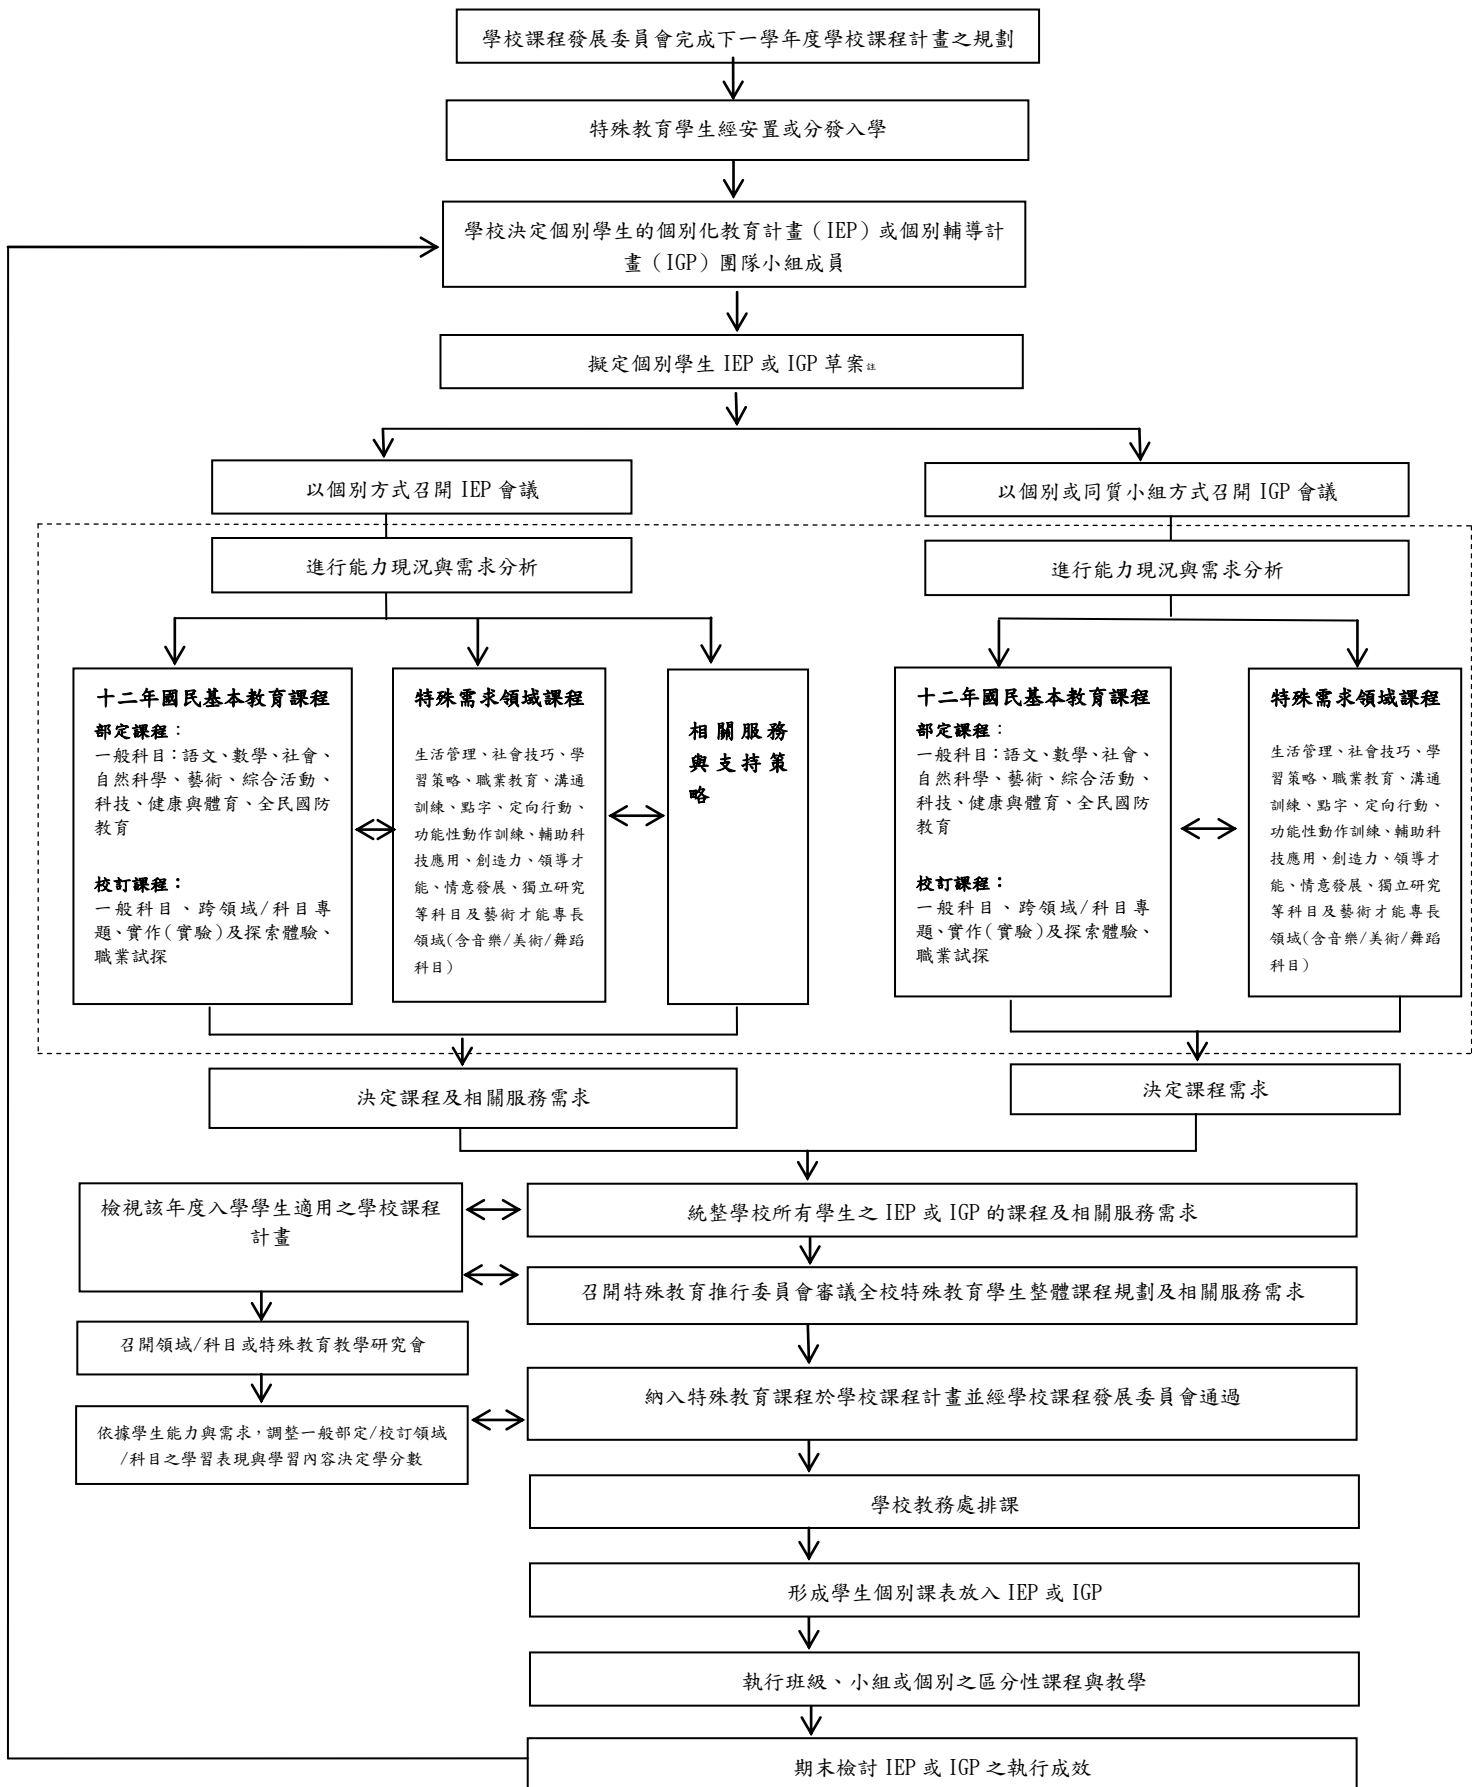 學校課程發展委員會完成下一學年度學校課程計畫之規劃
特殊教育學生經安置或分發入學
學校決定個別學生的個別化教育計畫（IEP）或個別輔導計
畫（IGP）團隊小組成員
擬定個別學生 IEP 或 IGP 草案註
以個別方式召開 IEP 會議
以個別或同質小組方式召開 IGP 會議
進行能力現況與需求分析
進行能力現況與需求分析
十二年國民基本教育課程
部定課程：
一般科目：語文、數學、社會、
自然科學、藝術、綜合活動、
科技、健康與體育、全民國防
教育
校訂課程：
一般科目、跨領域/科目專
題、實作(實驗)及探索體驗、
職業試探
特殊需求領域課程
生活管理、社會技巧、學
習策略、職業教育、溝通
訓練、點字、定向行動、
功能性動作訓練、輔助科
技應用、創造力、領導才
能、情意發展、獨立研究
等科目及藝術才能專長
領域(含音樂/美術/舞蹈
科目)
相關服務
與支持策
略
十二年國民基本教育課程
部定課程：
一般科目：語文、數學、社會、
自然科學、藝術、綜合活動、
科技、健康與體育、全民國防
教育
校訂課程：
一般科目、跨領域/科目專
題、實作(實驗)及探索體驗、
職業試探
特殊需求領域課程
生活管理、社會技巧、學
習策略、職業教育、溝通
訓練、點字、定向行動、
功能性動作訓練、輔助科
技應用、創造力、領導才
能、情意發展、獨立研究
等科目及藝術才能專長
領域(含音樂/美術/舞蹈
科目)
決定課程及相關服務需求
決定課程需求
檢視該年度入學學生適用之學校課程
計畫
統整學校所有學生之 IEP 或 IGP 的課程及相關服務需求
召開特殊教育推行委員會審議全校特殊教育學生整體課程規劃及相關服務需求
召開領域/科目或特殊教育教學研究會
納入特殊教育課程於學校課程計畫並經學校課程發展委員會通過
依據學生能力與需求，調整一般部定/校訂領域
/科目之學習表現與學習內容決定學分數
學校教務處排課
形成學生個別課表放入 IEP 或 IGP
執行班級、小組或個別之區分性課程與教學
期末檢討 IEP 或 IGP 之執行成效